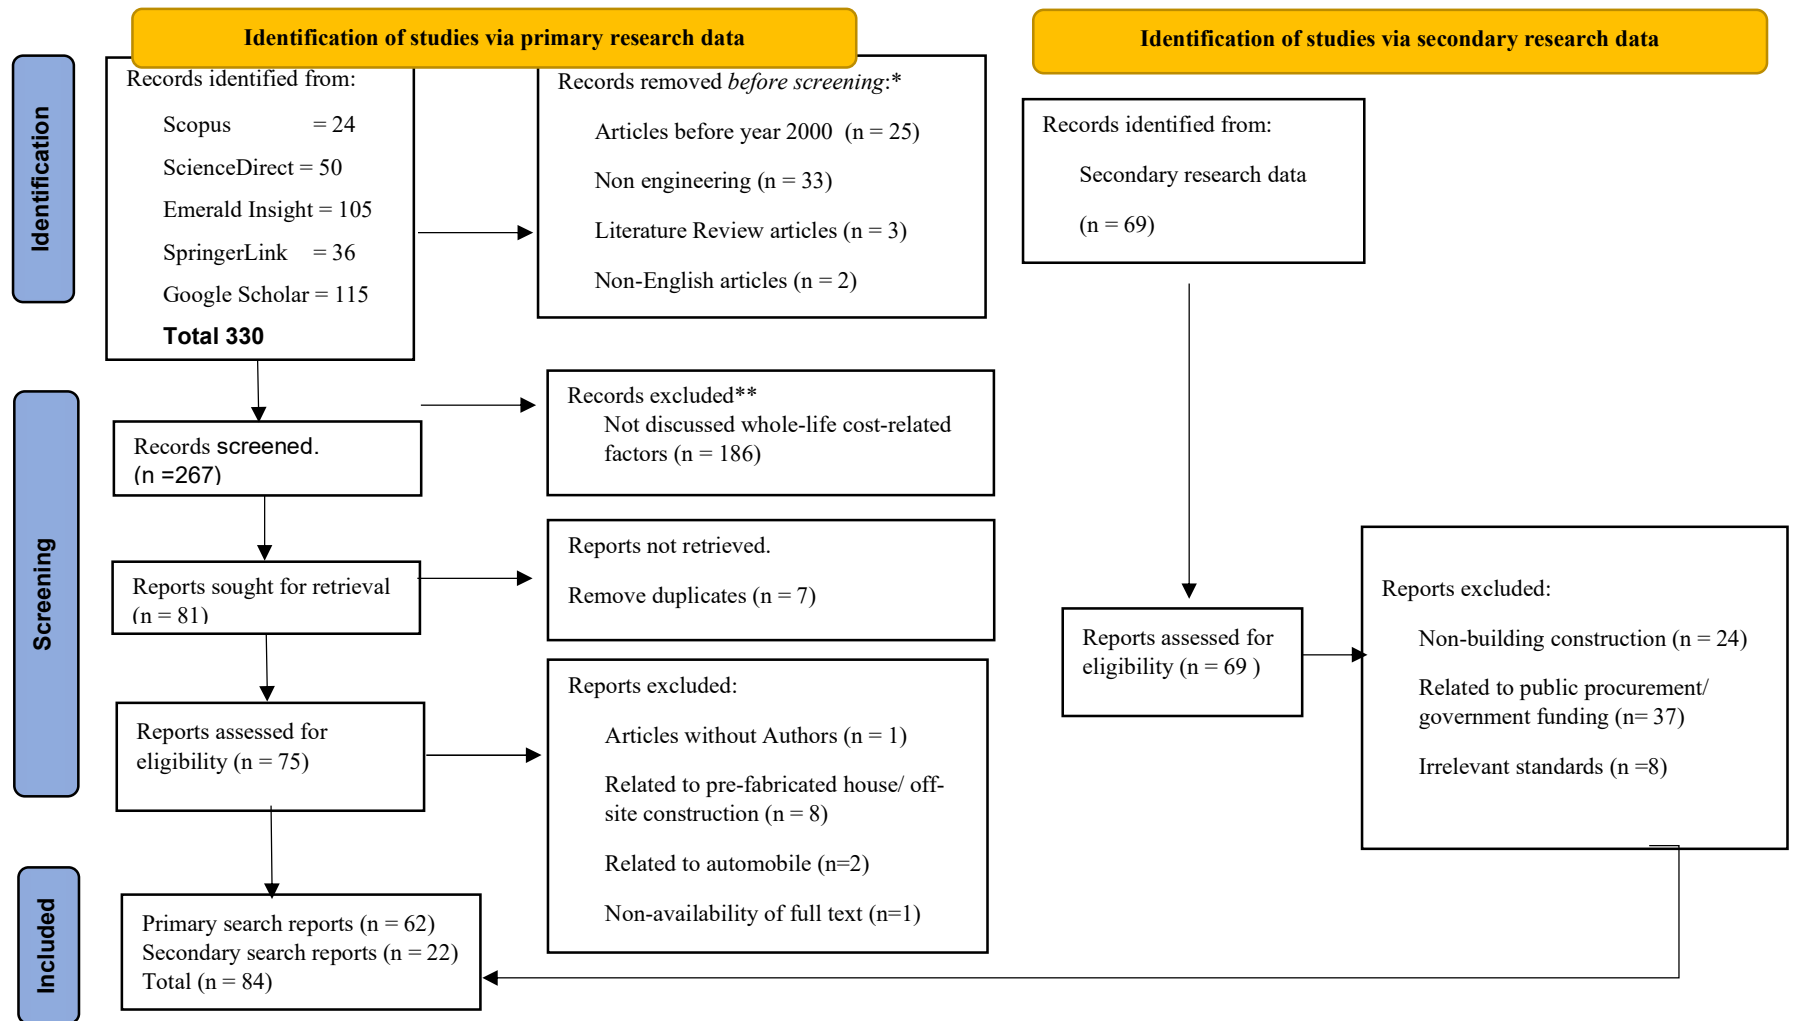 Identification of studies via primary research data
Identification of studies via secondary research data
Identification
Records identified from:
Scopus = 24
ScienceDirect = 50
Emerald Insight = 105
SpringerLink = 36
Google Scholar = 115
Total 330
Records removed before screening:*
Articles before year 2000 (n = 25)
Non engineering (n = 33)
Literature Review articles (n = 3)
Non-English articles (n = 2)
Records identified from:
Secondary research data
(n = 69)
Screening
Records screened.
(n =267)
Records excluded**
Not discussed whole-life cost-related
factors (n = 186)
Reports sought for retrieval
(n = 81)
Reports not retrieved.
Remove duplicates (n = 7)
Reports assessed for
eligibility (n = 75)
Reports excluded:
Articles without Authors (n = 1)
Related to pre-fabricated house/ off-
site construction (n = 8)
Related to automobile (n=2)
Non-availability of full text (n=1)
Reports assessed for
eligibility (n = 69 )
Reports excluded:
Non-building construction (n = 24)
Related to public procurement/
government funding (n= 37)
Irrelevant standards (n =8)
Included
Primary search reports (n = 62)
Secondary search reports (n = 22)
Total (n = 84)